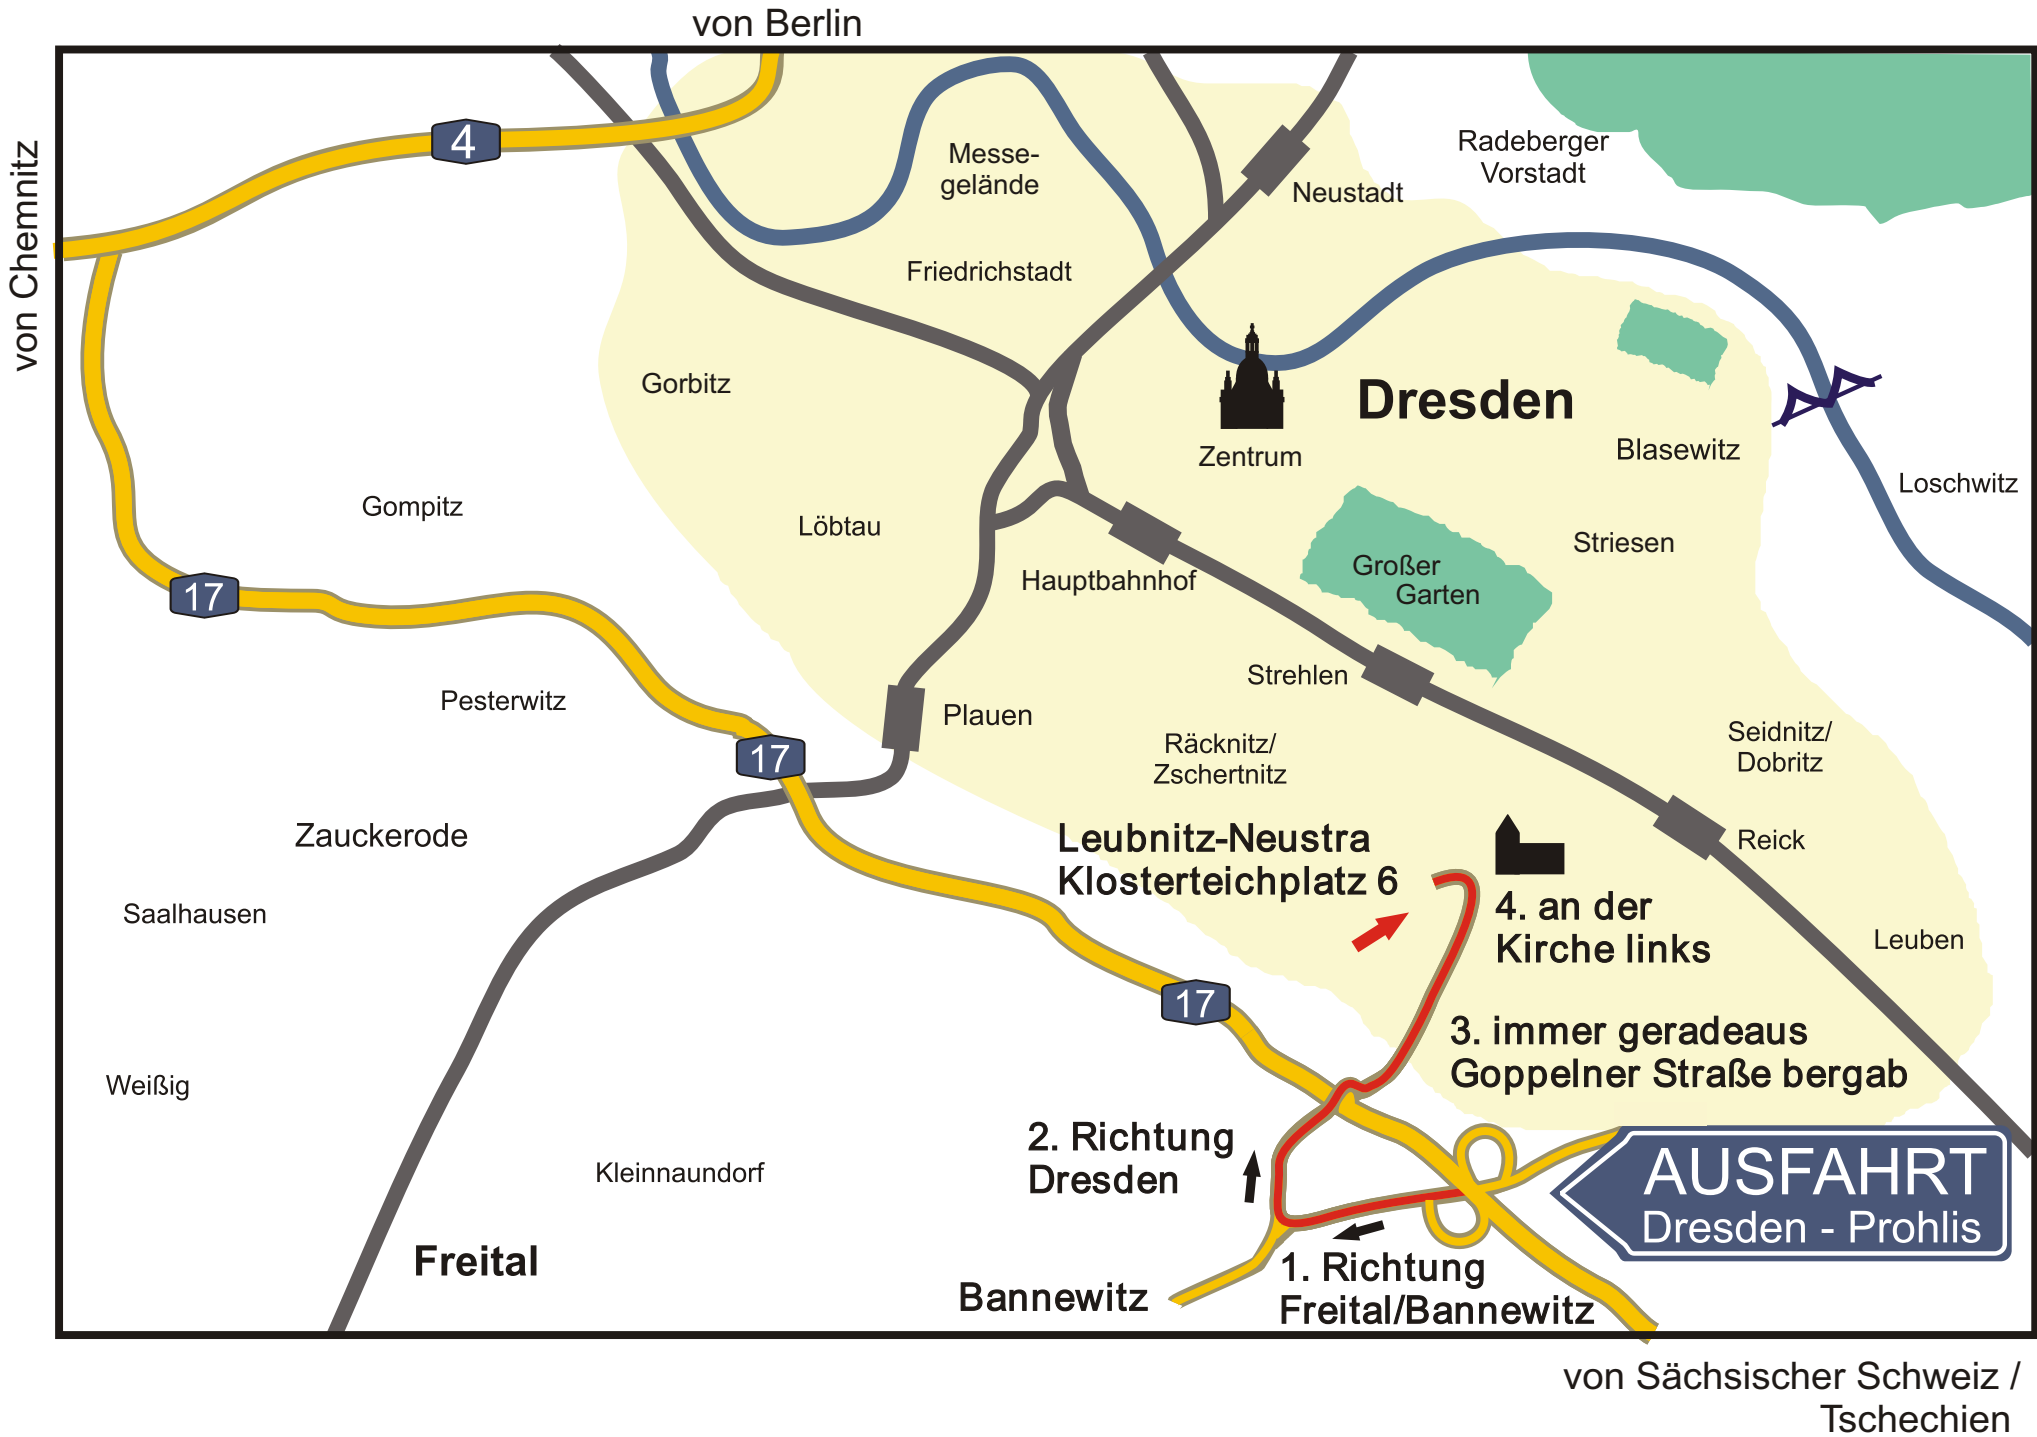 von Berlin
von Chemnitz
4
Messe-
gelände
Radeberger
Vorstadt
Neustadt
Friedrichstadt
Gorbitz
Dresden
Zentrum
Blasewitz
Loschwitz
Gompitz
Löbtau
Striesen
Hauptbahnhof
Großer
Garten
17
Strehlen
Pesterwitz
Plauen
Räcknitz/
Zschertnitz
Seidnitz/
Dobritz
17
Zauckerode
Leubnitz-Neustra
Klosterteichplatz 6
Reick
Saalhausen
4. an der
Kirche links
Leuben
17
3. immer geradeaus
Goppelner Straße bergab
Weißig
2. Richtung
Dresden
Kleinnaundorf
AUSFAHRT
Dresden - Prohlis
Freital
1. Richtung
Freital/Bannewitz
Bannewitz
von Sächsischer Schweiz /
Tschechien